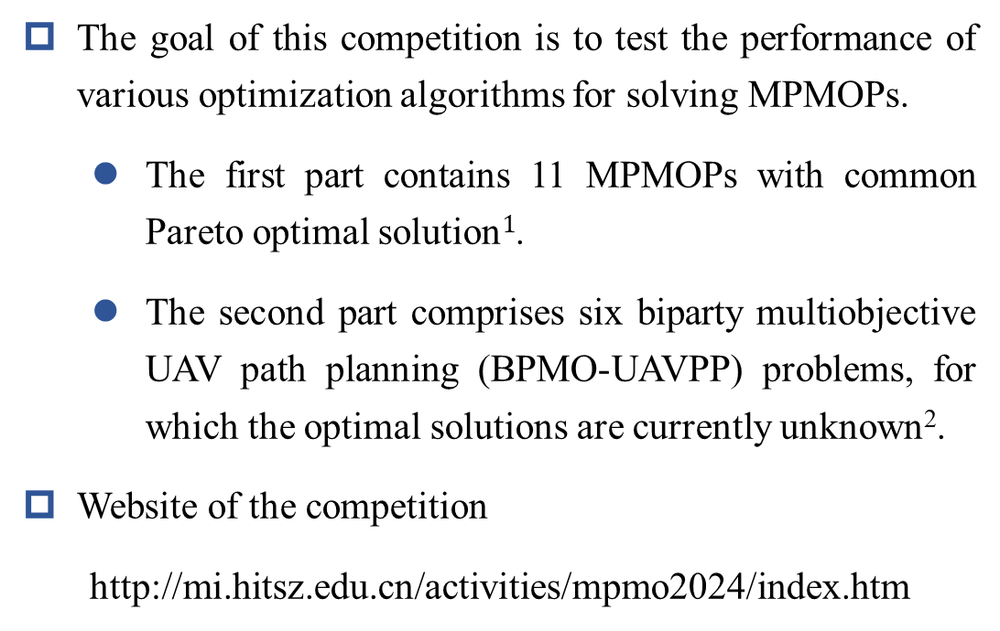 The goal of this competition is to test the performance of
various optimization algorithms for solving MPMOPs.
The first part contains 11 MPMOPs with common
Pareto optimal solution¹.
The second part comprises six biparty multiobjective
UAV path planning (BPMO-UAVPP) problems, for
which the optimal solutions are currently unknown².
Website of the competition
http://mi.hitsz.edu.cn/activities/mpmo2024/index.htm